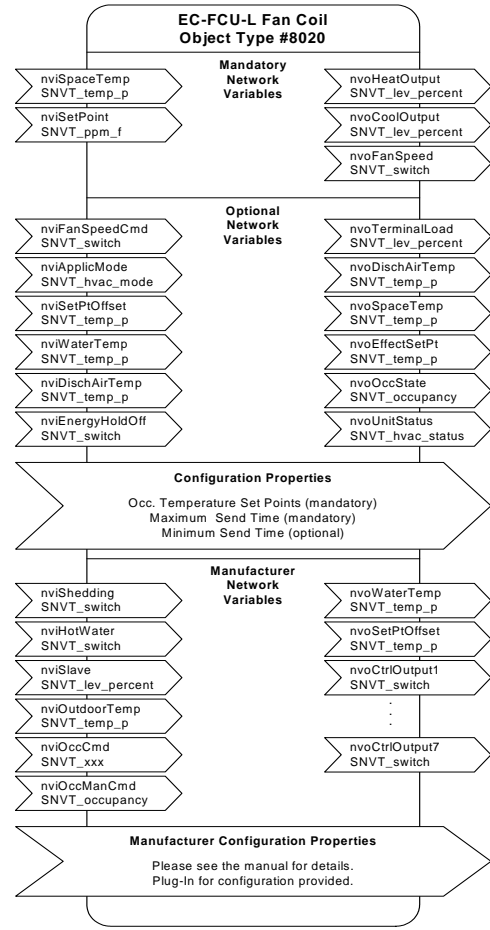 EC-FCU-L Fan Coil
Object Type #8020
Mandatory
Network
Variables
nviSpaceTemp
SNVT_temp_p
nviSetPoint
SNVT_ppm_f
nvoHeatOutput
SNVT_lev_percent
nvoCoolOutput
SNVT_lev_percent
nvoFanSpeed
SNVT_switch
Optional
Network
Variables
nviFanSpeedCmd
SNVT_switch
nviApplicMode
SNVT_hvac_mode
nviSetPtOffset
SNVT_temp_p
nviWaterTemp
SNVT_temp_p
nviDischAirTemp
SNVT_temp_p
nviEnergyHoldOff
SNVT_switch
nvoTerminalLoad
SNVT_lev_percent
nvoDischAirTemp
SNVT_temp_p
nvoSpaceTemp
SNVT_temp_p
nvoEffectSetPt
SNVT_temp_p
nvoOccState
SNVT_occupancy
nvoUnitStatus
SNVT_hvac_status
Configuration Properties
Occ. Temperature Set Points (mandatory)
Maximum Send Time (mandatory)
Minimum Send Time (optional)
Manufacturer
Network
Variables
nviShedding
SNVT_switch
nviHotWater
SNVT_switch
nviSlave
SNVT_lev_percent
nviOutdoorTemp
SNVT_temp_p
nviOccCmd
SNVT_xxx
nviOccManCmd
SNVT_occupancy
nvoWaterTemp
SNVT_temp_p
nvoSetPtOffset
SNVT_temp_p
nvoCtrlOutput1
SNVT_switch
.
.
.
nvoCtrlOutput7
SNVT_switch
Manufacturer Configuration Properties
Please see the manual for details.
Plug-In for configuration provided.